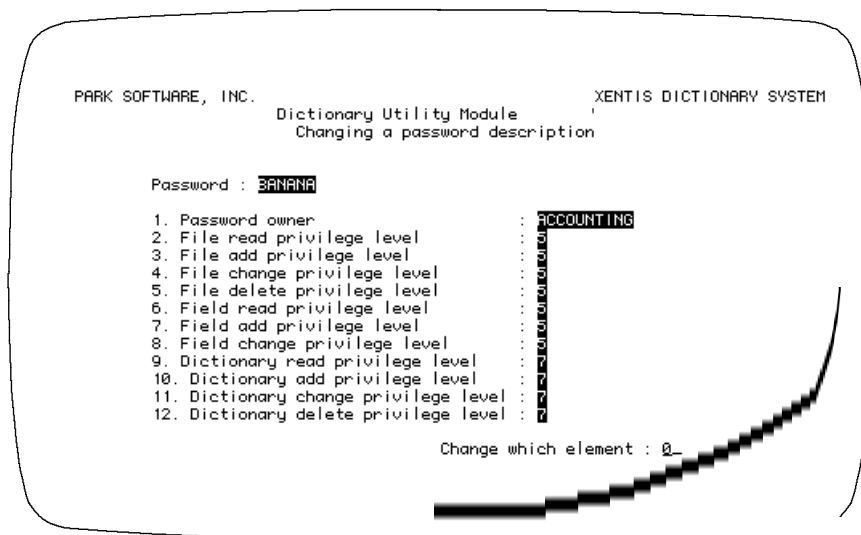 PARK SOFTWARE, INC. XENTIS DICTIONARY SYSTEM
Dictionary Utility Module
Changing a password description
Password : BANANA
1. Password owner : ACCOUNTING
2. File read privilege level : 5
3. File add privilege level : 5
4. File change privilege level : 5
5. File delete privilege level : 5
6. Field read privilege level : 5
7. Field add privilege level : 5
8. Field change privilege level : 5
9. Dictionary read privilege level : 7
10. Dictionary add privilege level : 7
11. Dictionary change privilege level : 7
12. Dictionary delete privilege level : 7
Change which element : 0_